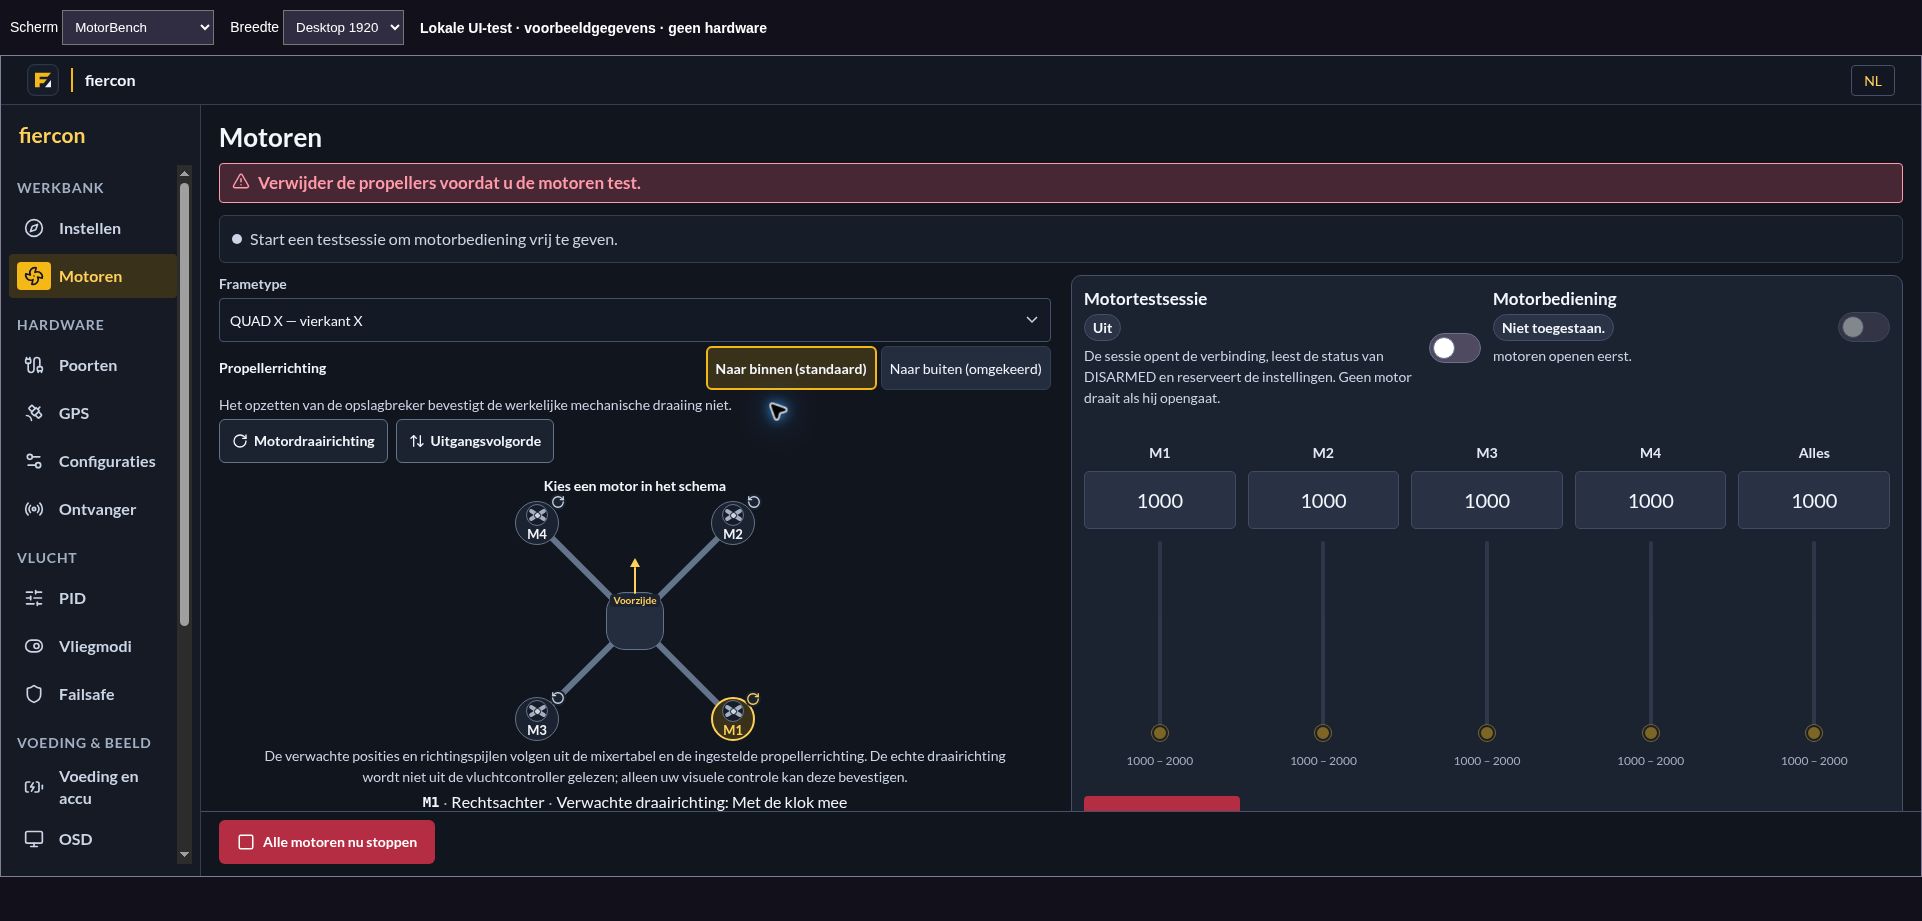 Scherm MotorBench Breedte Desktop 1920 Lokale UI-test · voorbeeldgegevens · geen hardware
fiercon NL
fiercon
WERKBANK
Instellen
Motoren
HARDWARE
Poorten
GPS
Configuraties
Ontvanger
VLUCHT
PID
Vliegmodi
Failsafe
VOEDING & BEELD
Voeding en
accu
OSD
Motoren
Verwijder de propellers voordat u de motoren test.
Start een testsessie om motorbediening vrij te geven.
Frametype
QUAD X — vierkant X
Propellerrichting
Naar binnen (standaard) Naar buiten (omgekeerd)
Het opzetten van de opslagbreker bevestigt de werkelijke mechanische draaiing niet.
Motordraairichting Uitgangsvolgorde
Kies een motor in het schema
M4 M2
Voorzijde
M3 M1
De verwachte posities en richtingspijlen volgen uit de mixertabel en de ingestelde propellerrichting. De echte draairichting
wordt niet uit de vluchtcontroller gelezen; alleen uw visuele controle kan deze bevestigen.
M1 · Rechtsachter · Verwachte draairichting: Met de klok mee
Motortestsessie
Uit
De sessie opent de verbinding, leest de status van
DISARMED en reserveert de instellingen. Geen motor
draait als hij opengaat.
Motorbediening
Niet toegestaan.
motoren openen eerst.
M1 M2 M3 M4 Alles
1000 1000 1000 1000 1000
1000 – 2000 1000 – 2000 1000 – 2000 1000 – 2000 1000 – 2000
Alle motoren nu stoppen